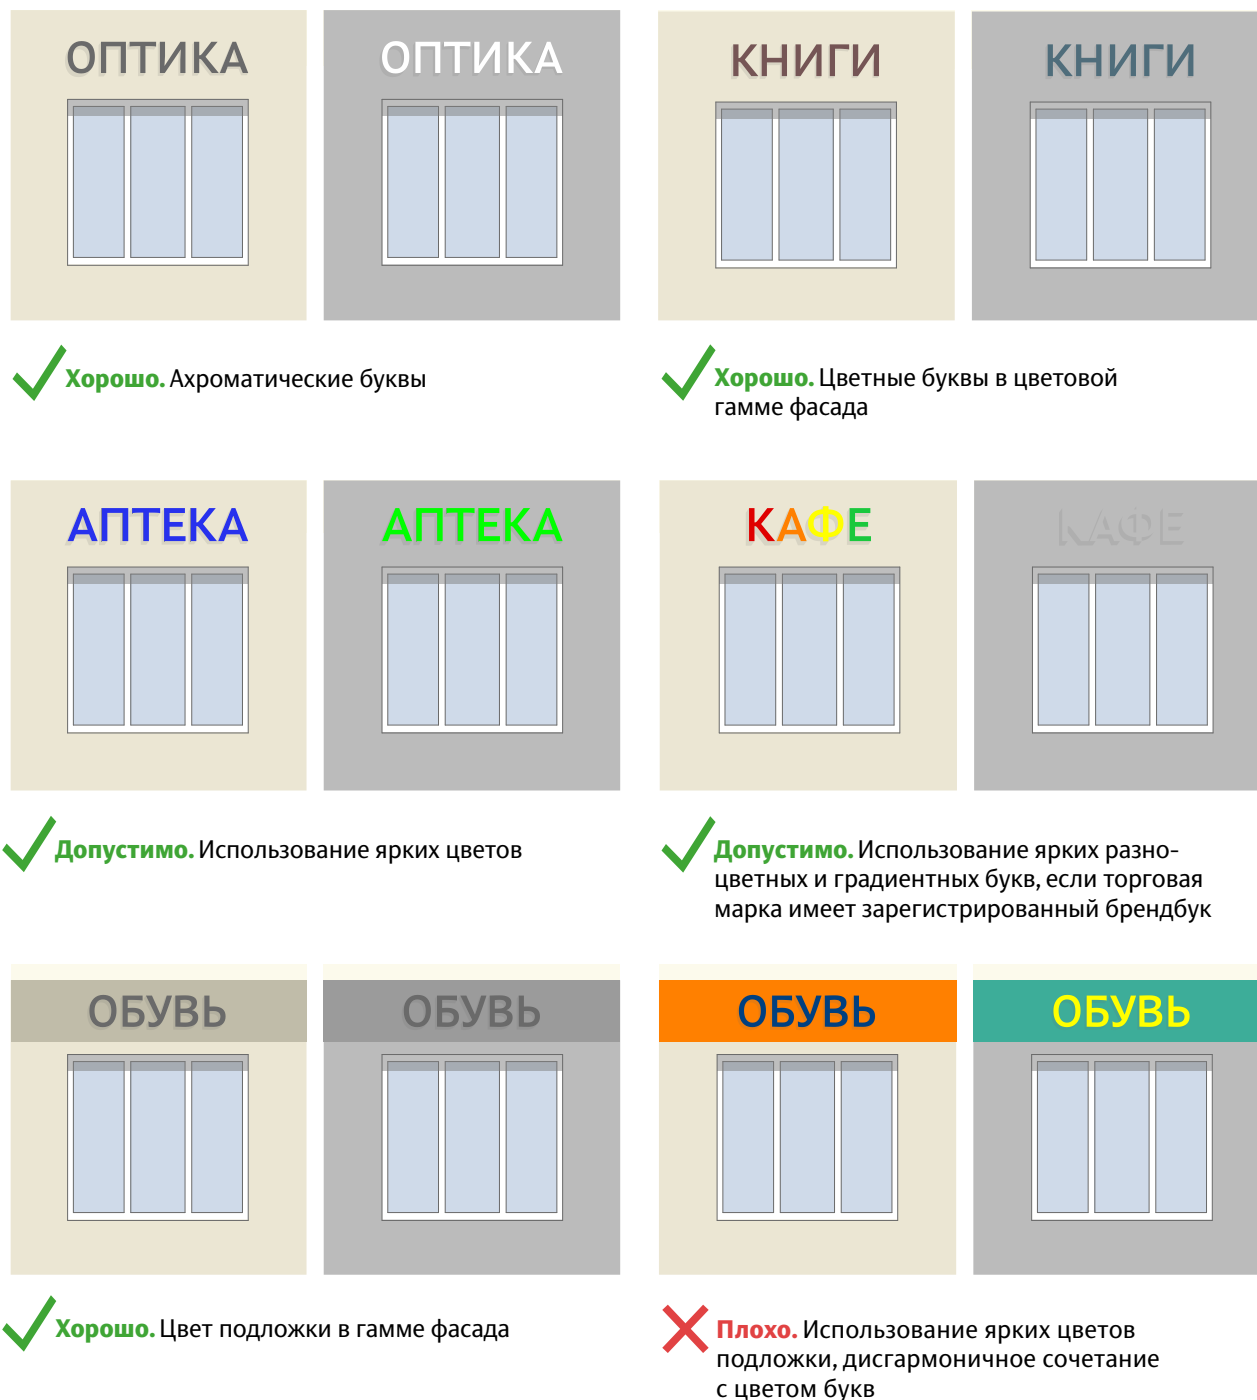 ОПТИКА
ОПТИКА
КНИГИ
КНИГИ
Хорошо. Ахроматические буквы
Хорошо. Цветные буквы в цветовой
гамме фасада
АПТЕКА
АПТЕКА
КАФЕ
КАФЕ
Допустимо. Использование ярких цветов
Допустимо. Использование ярких разно-
цветных и градиентных букв, если торговая
марка имеет зарегистрированный брендбук
ОБУВЬ
ОБУВЬ
ОБУВЬ
ОБУВЬ
Хорошо. Цвет подложки в гамме фасада
Плохо. Использование ярких цветов
подложки, дисгармоничное сочетание
с цветом букв